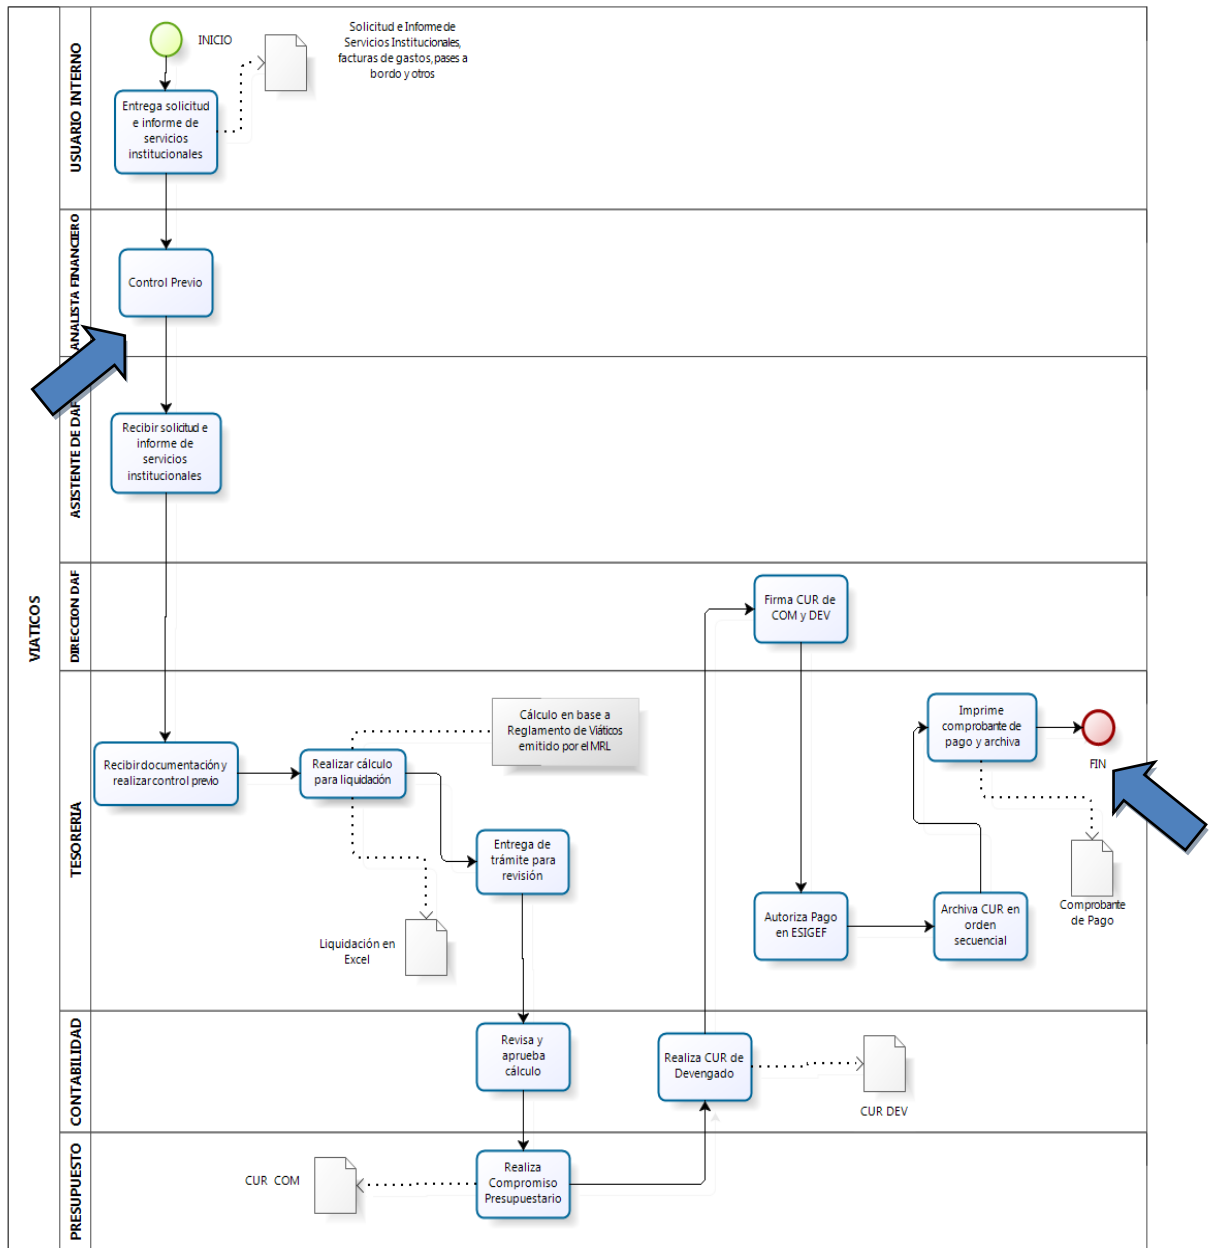 VIATICOS
USUARIO INTERNO
INICIO
Solicitud e Informe de
Servicios Institucionales,
facturas de gastos, pases a
bordo y otros
Entrega solicitud
e informe de
servicios
institucionales
ANALISTA FINANCIERO
Control Previo
ASISTENTE DE DAF
Recibir solicitud e
informe de
servicios
institucionales
DIRECCION DAF
Firma CUR de
COM y DEV
TESORERIA
Recibir documentación y
realizar control previo
Realizar cálculo
para liquidación
Cálculo en base a
Reglamento de Viáticos
emitido por el MRL
Liquidación en
Excel
Entrega de
trámite para
revisión
Autoriza Pago
en ESIGEF
Archiva CUR en
orden
secuencial
Imprime
comprobante de
pago y archiva
FIN
Comprobante
de Pago
CONTABILIDAD
Revisa y
aprueba
cálculo
Realiza CUR de
Devengado
CUR DEV
PRESUPUESTO
CUR COM
Realiza
Compromiso
Presupuestario